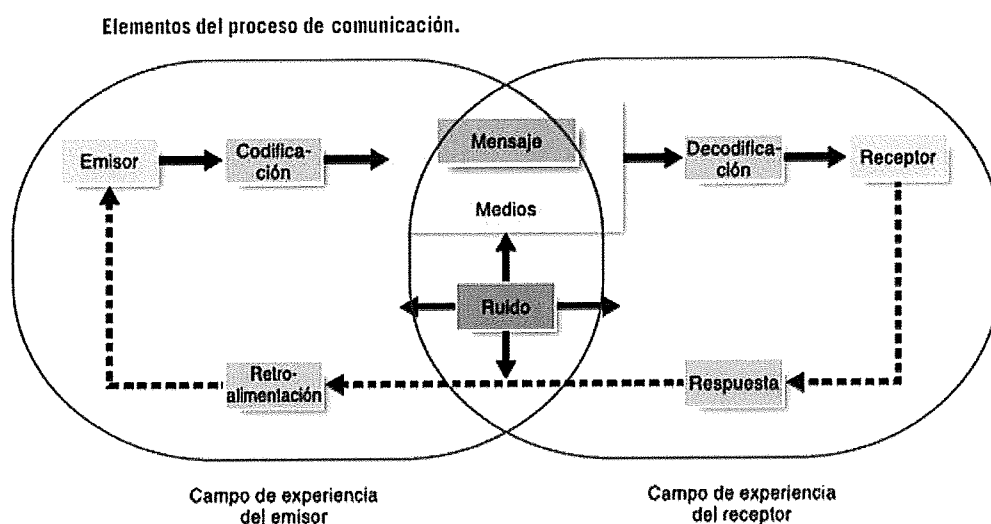 Elementos del proceso de comunicación.
Emisor
Codifica-
ción
Mensaje
Medios
Decodifica-
ción
Receptor
Ruido
Retro-
alimentación
Respuesta
Campo de experiencia
del emisor
Campo de experiencia
del receptor